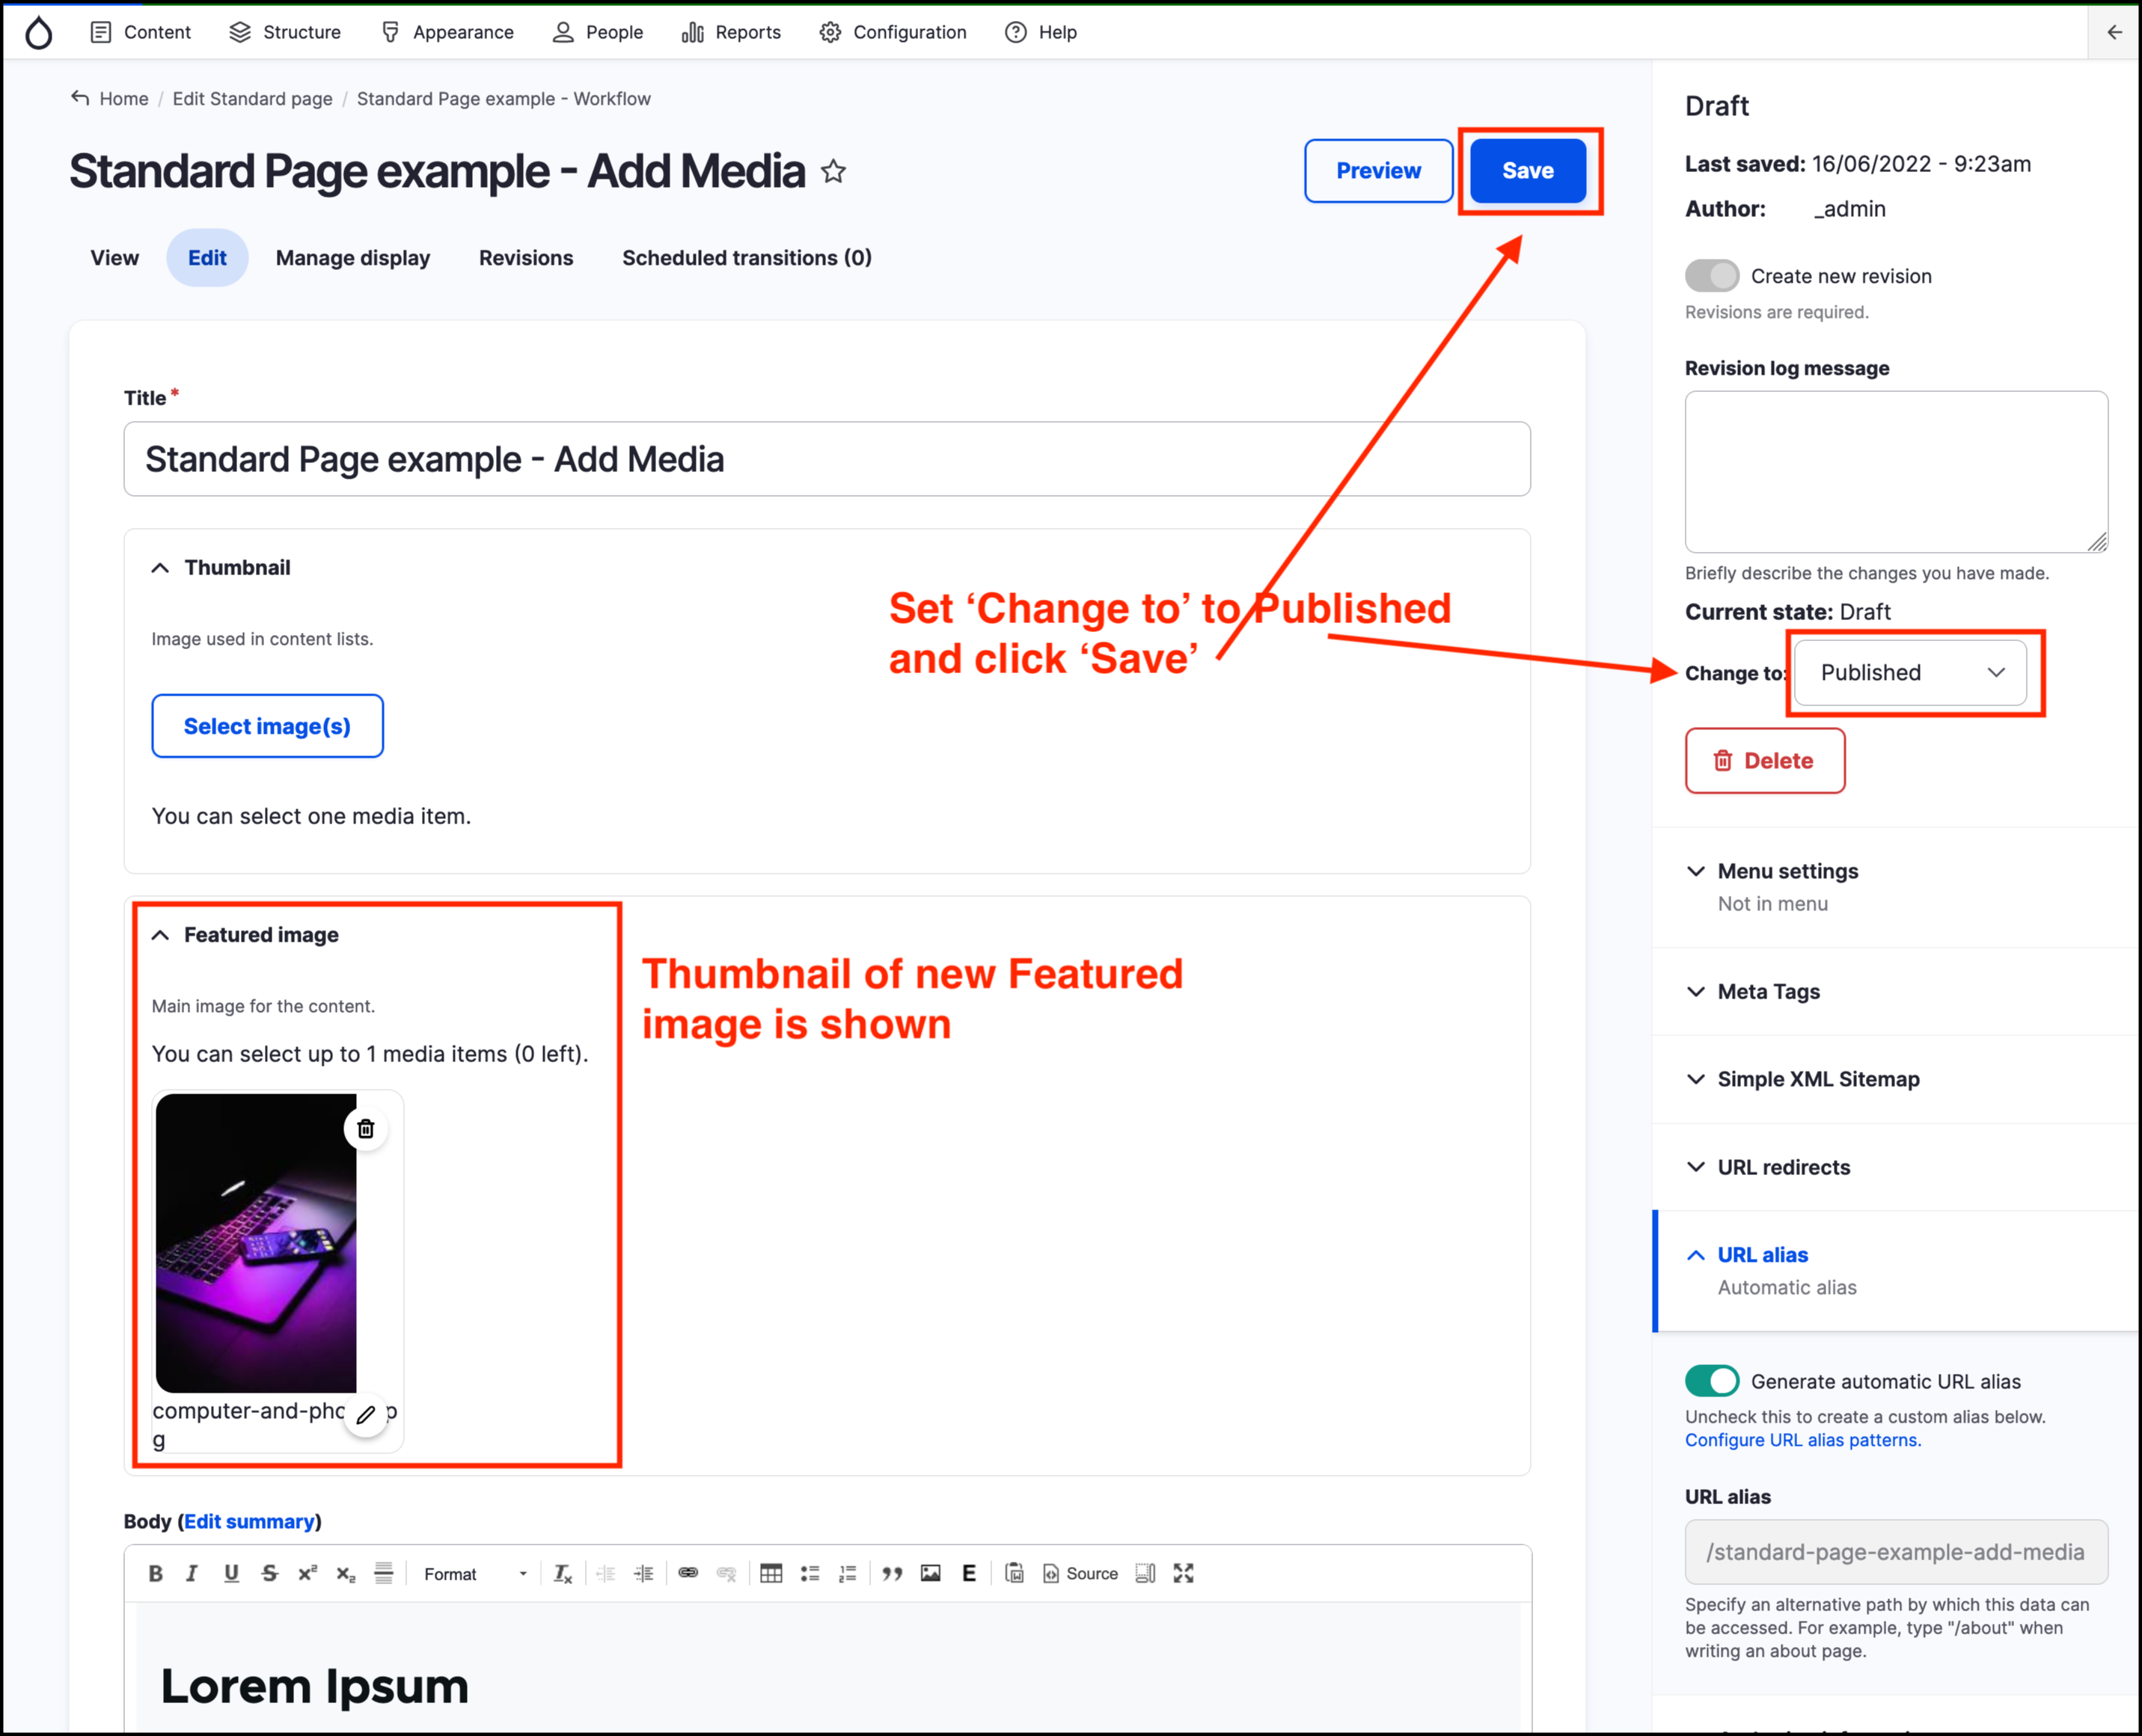 Content Structure Appearance People Reports Configuration Help
Home / Edit Standard page / Standard Page example - Workflow
Standard Page example - Add Media
Preview
Save
View Edit Manage display Revisions Scheduled transitions (0)
Title *
Standard Page example - Add Media
Thumbnail
Image used in content lists.
Select image(s)
You can select one media item.
Set ‘Change to’ to Published
and click ‘Save’
Featured image
Main image for the content.
You can select up to 1 media items (0 left).
computer-and-pho p
g
Thumbnail of new Featured
image is shown
Body (Edit summary)
B I U S x² x₂ Format Tx E Source
Lorem Ipsum
Draft
Last saved: 16/06/2022 - 9:23am
Author: _admin
Create new revision
Revisions are required.
Revision log message
Briefly describe the changes you have made.
Current state: Draft
Change to: Published
Delete
Menu settings
Not in menu
Meta Tags
Simple XML Sitemap
URL redirects
URL alias
Automatic alias
Generate automatic URL alias
Uncheck this to create a custom alias below.
Configure URL alias patterns.
URL alias
/standard-page-example-add-media
Specify an alternative path by which this data can
be accessed. For example, type "/about" when
writing an about page.